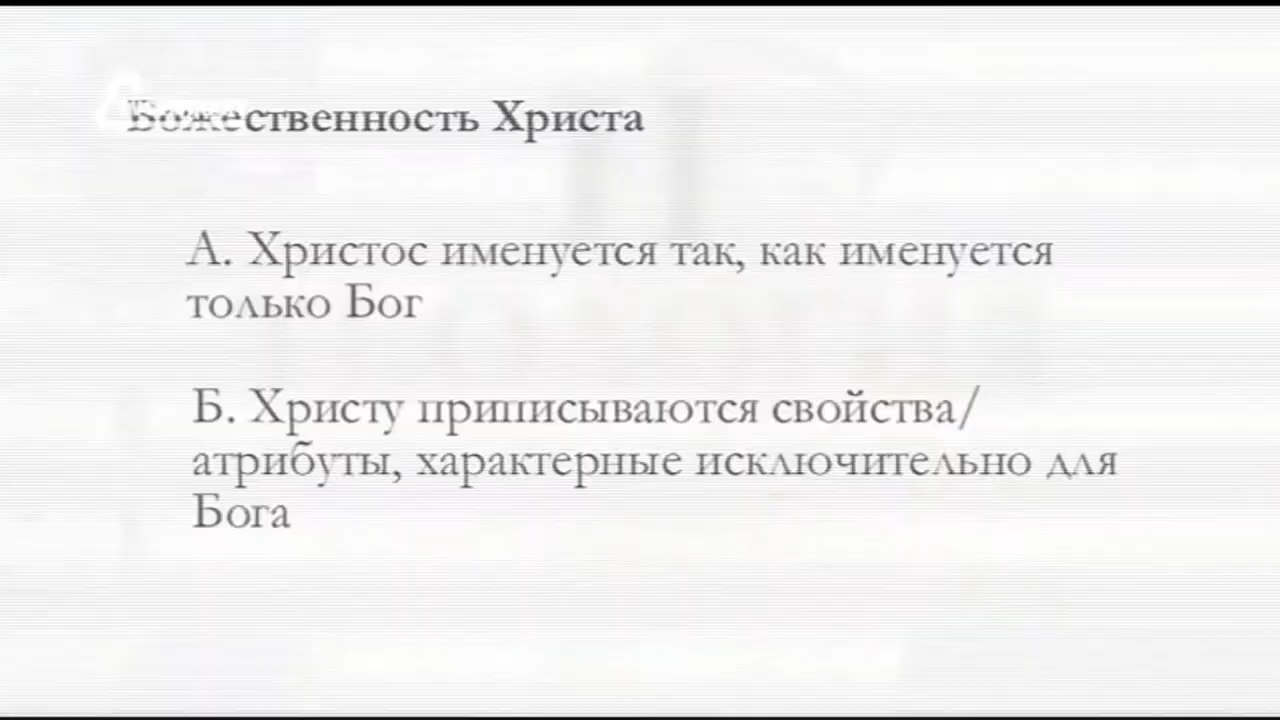 Божественность Христа
А. Христос именуется так, как именуется
только Бог
Б. Христу приписываются свойства/
атрибуты, характерные исключительно для
Бога